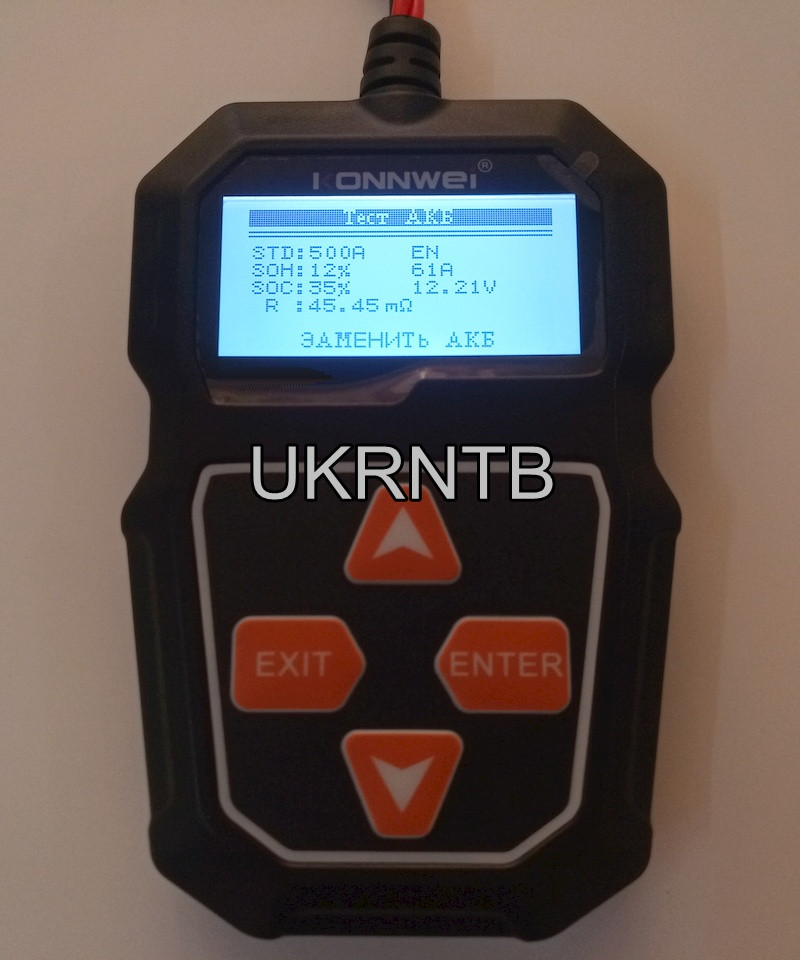 KONNWEI®
Тест АКБ
STD:500A EN
SOH:12% 61A
SOC:35% 12.21V
R :45.45mΩ
ЗАМЕНИТЬ АКБ
UKRNTB
EXIT ENTER